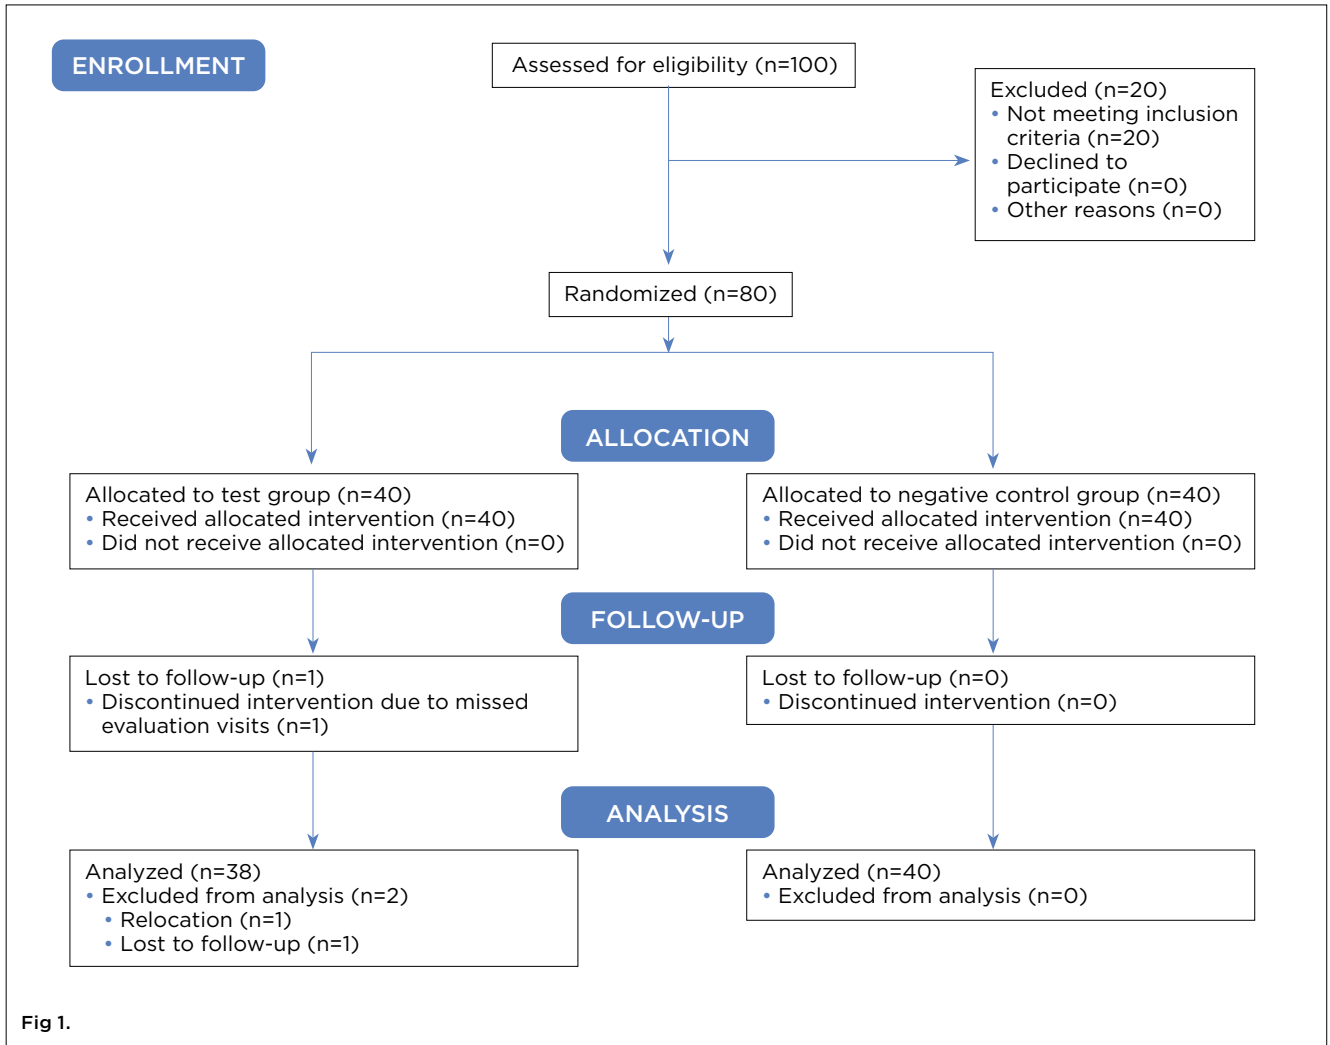 ENROLLMENT
Assessed for eligibility (n=100)
Excluded (n=20)
• Not meeting inclusion
criteria (n=20)
• Declined to
participate (n=0)
• Other reasons (n=0)
Randomized (n=80)
ALLOCATION
Allocated to test group (n=40)
• Received allocated intervention (n=40)
• Did not receive allocated intervention (n=0)
Allocated to negative control group (n=40)
• Received allocated intervention (n=40)
• Did not receive allocated intervention (n=0)
FOLLOW-UP
Lost to follow-up (n=1)
• Discontinued intervention due to missed
evaluation visits (n=1)
Lost to follow-up (n=0)
• Discontinued intervention (n=0)
ANALYSIS
Analyzed (n=38)
• Excluded from analysis (n=2)
• Relocation (n=1)
• Lost to follow-up (n=1)
Analyzed (n=40)
• Excluded from analysis (n=0)
Fig 1.